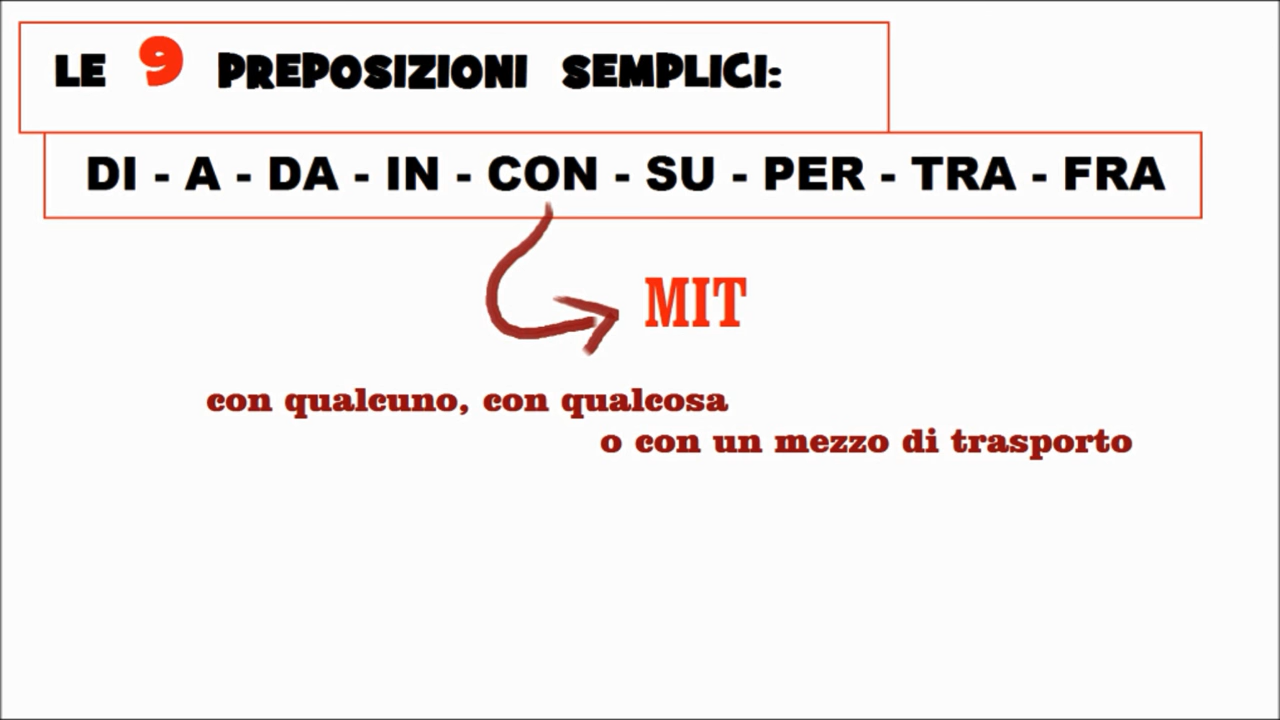 LE 9 PREPOSIZIONI SEMPLICI:
DI - A - DA - IN - CON - SU - PER - TRA - FRA
MIT
con qualcuno, con qualcosa
o con un mezzo di trasporto